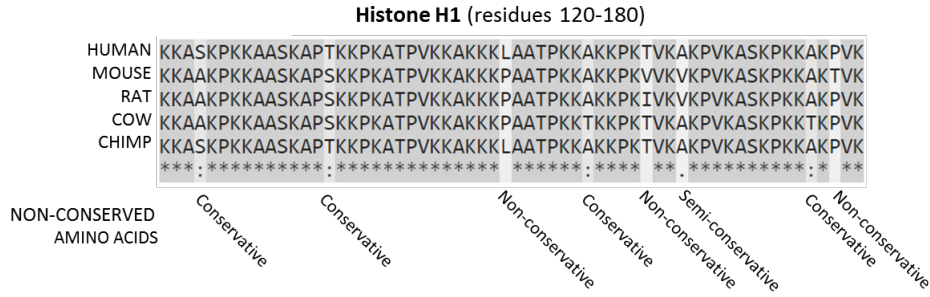 Histone H1 (residues 120-180)
HUMAN KKASKPKKAASKAPTKKPKATPVKKAKKKLAATPKKAKKPKTVKAKPVKASKPKKAKPVK
MOUSE KKAAKPKKAASKAPSKKPKATPVKKAKKKPAATPKKAKKPKVVKVKPVKASKPKKAKTVK
RAT KKAAKPKKAASKAPSKKPKATPVKKAKKKPAATPKKAKKPKIVKVKPVKASKPKKAKPVK
COW KKAAKPKKAASKAPSKKPKATPVKKAKKKPAATPKKTKKPKTVKAKPVKASKPKKTKPVK
CHIMP KKASKPKKAASKAPTKKPKATPVKKAKKKLAATPKKAKKPKTVKAKPVKASKPKKAKPVK
***:**********:************** ******:**** **.**********:* **
NON-CONSERVED
AMINO ACIDS
Conservative
Conservative
Non-conservative
Conservative
Non-conservative
Semi-conservative
Conservative
Non-conservative